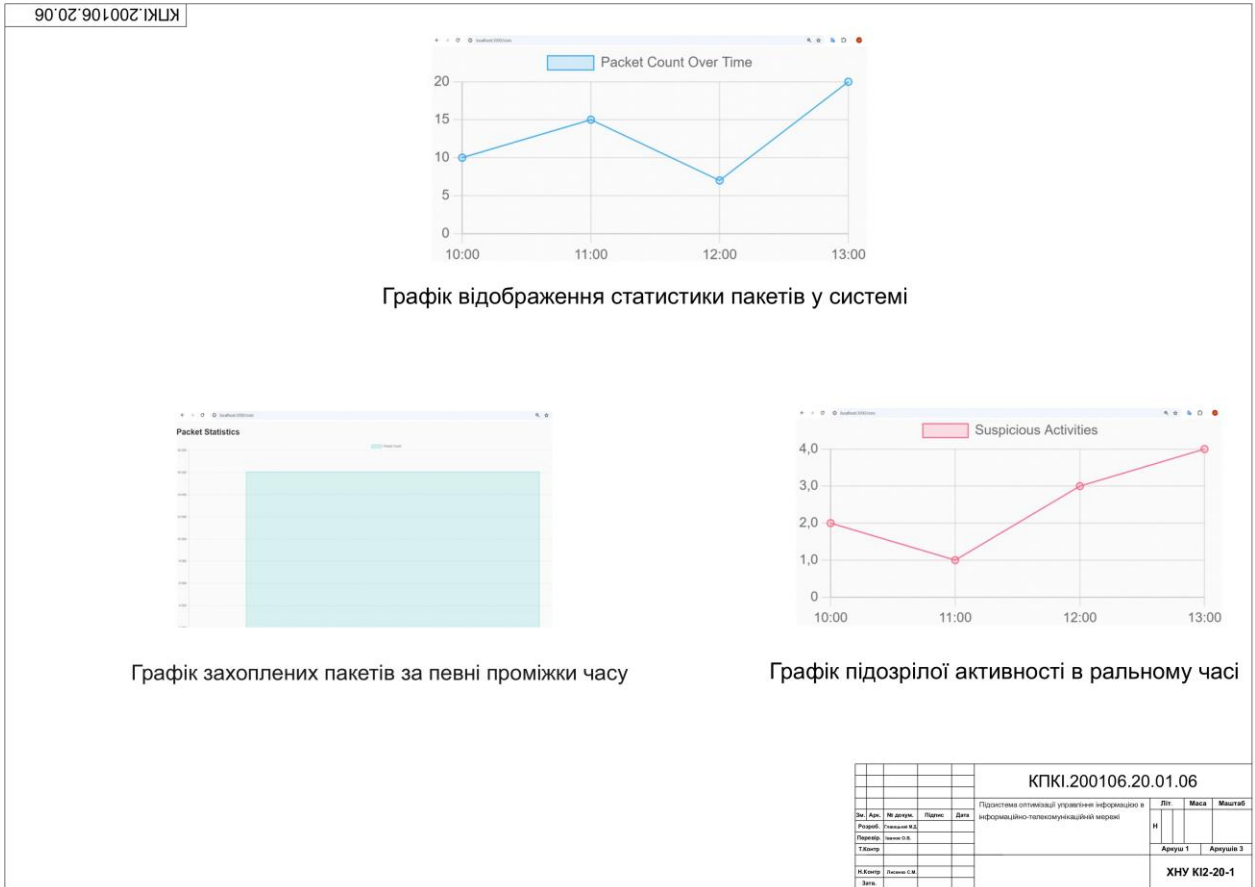 КПКІ.200106.20.06
localhost:5000/stats
Packet Count Over Time
20
15
10
5
0
10:00 11:00 12:00 13:00
Графік відображення статистики пакетів у системі
Packet Statistics
Графік захоплених пакетів за певні проміжки часу
Suspicious Activities
4,0
3,0
2,0
1,0
0
10:00 11:00 12:00 13:00
Графік підозрілої активності в ральному часі
КПКІ.200106.20.01.06
Підсистема оптимізації управління інформацією в
інформаційно-телекомунікаційній мережі
Літ. Маса Маштаб
Зм. Арк. № докум. Підпис Дата
Розроб.
Перевір.
Т.Контр
Н
Аркуш 1 Аркушів 3
Н.Контр
Затв.
ХНУ КІ2-20-1